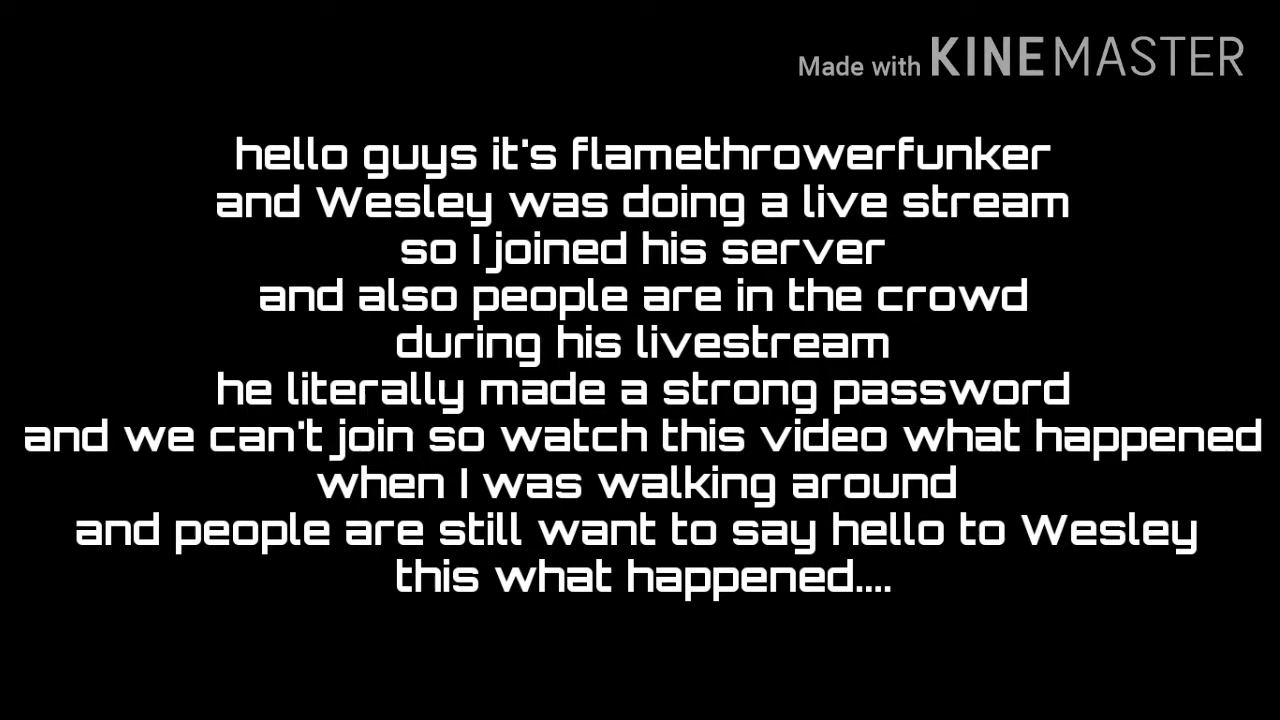 Made with KINEMASTER
hello guys it's flamethrowerfunker
and Wesley was doing a live stream
so I joined his server
and also people are in the crowd
during his livestream
he literally made a strong password
and we can't join so watch this video what happened
when I was walking around
and people are still want to say hello to Wesley
this what happened....